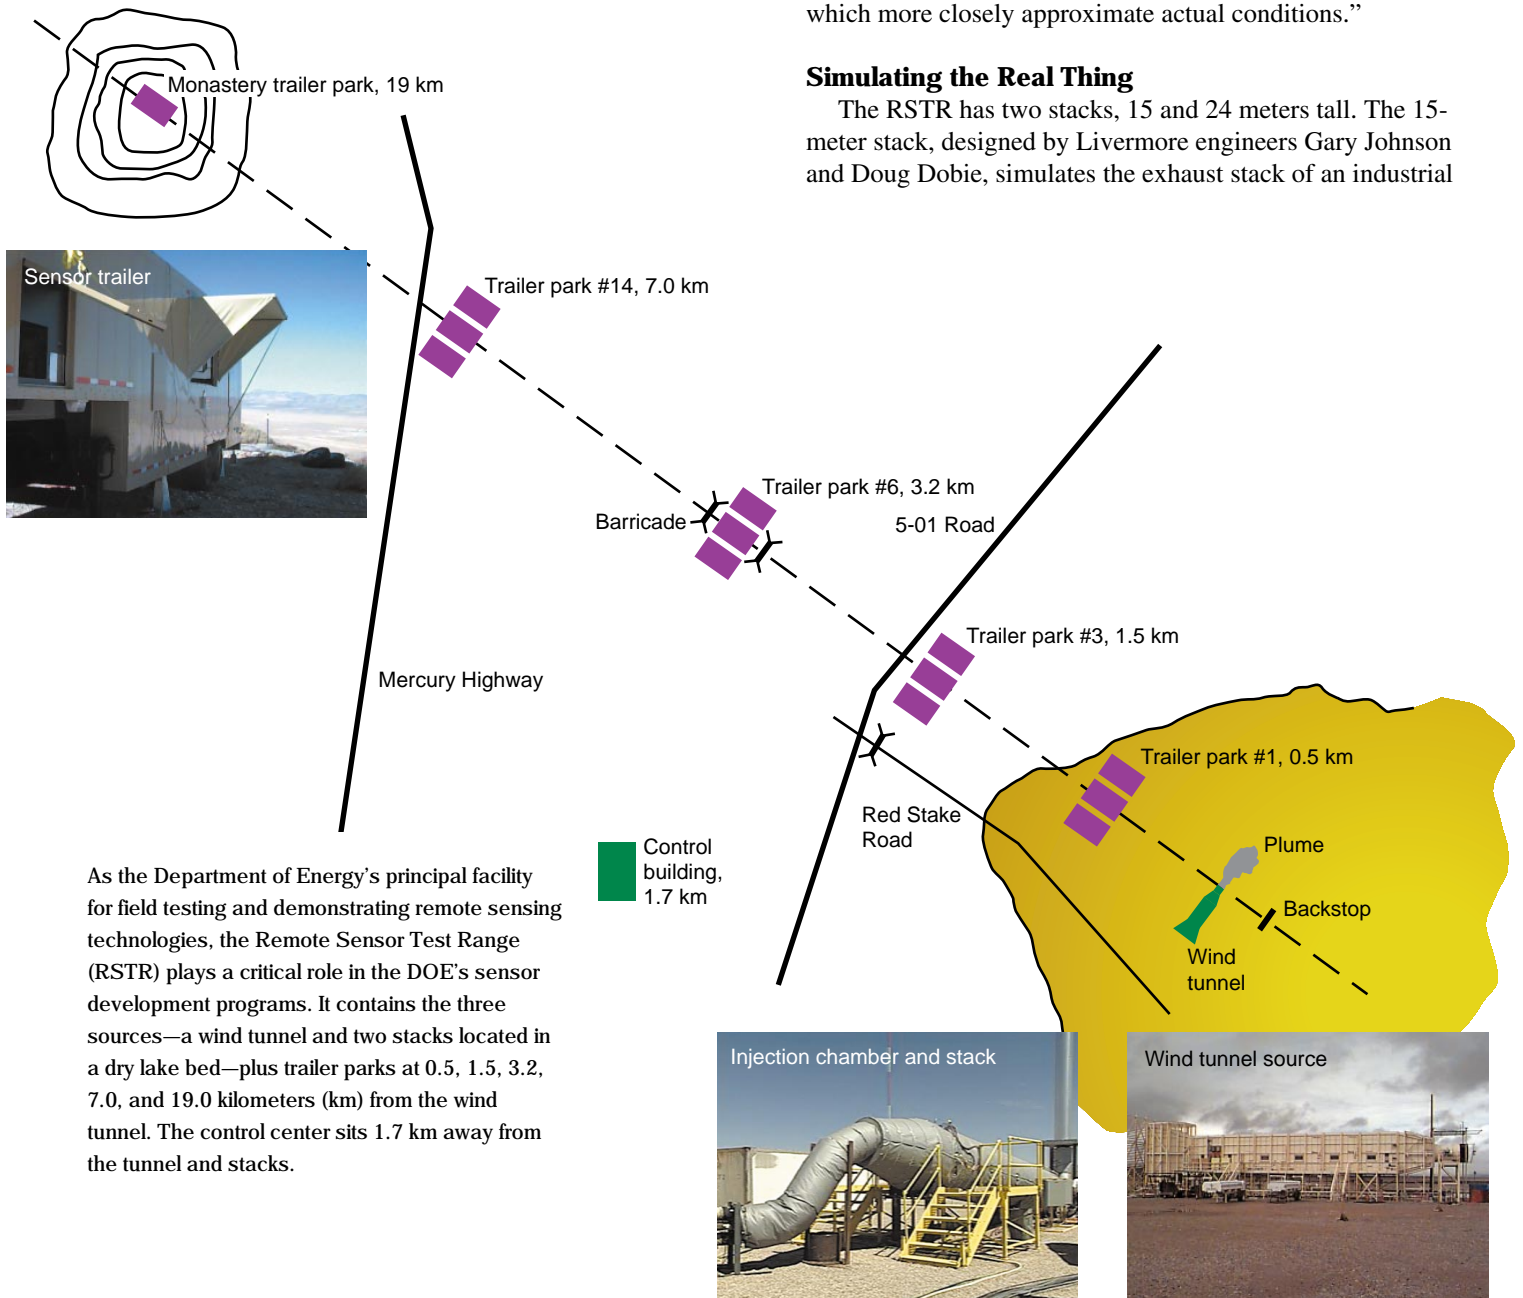 which more closely approximate actual conditions.”
Simulating the Real Thing
The RSTR has two stacks, 15 and 24 meters tall. The 15-
meter stack, designed by Livermore engineers Gary Johnson
and Doug Dobie, simulates the exhaust stack of an industrial
Monastery trailer park, 19 km
Sensor trailer
Trailer park #14, 7.0 km
Trailer park #6, 3.2 km
Barricade
5-01 Road
Trailer park #3, 1.5 km
Mercury Highway
Trailer park #1, 0.5 km
Red Stake
Road
Control
building,
1.7 km
Plume
Backstop
Wind
tunnel
As the Department of Energy’s principal facility
for field testing and demonstrating remote sensing
technologies, the Remote Sensor Test Range
(RSTR) plays a critical role in the DOE’s sensor
development programs. It contains the three
sources—a wind tunnel and two stacks located in
a dry lake bed—plus trailer parks at 0.5, 1.5, 3.2,
7.0, and 19.0 kilometers (km) from the wind
tunnel. The control center sits 1.7 km away from
the tunnel and stacks.
Injection chamber and stack
Wind tunnel source